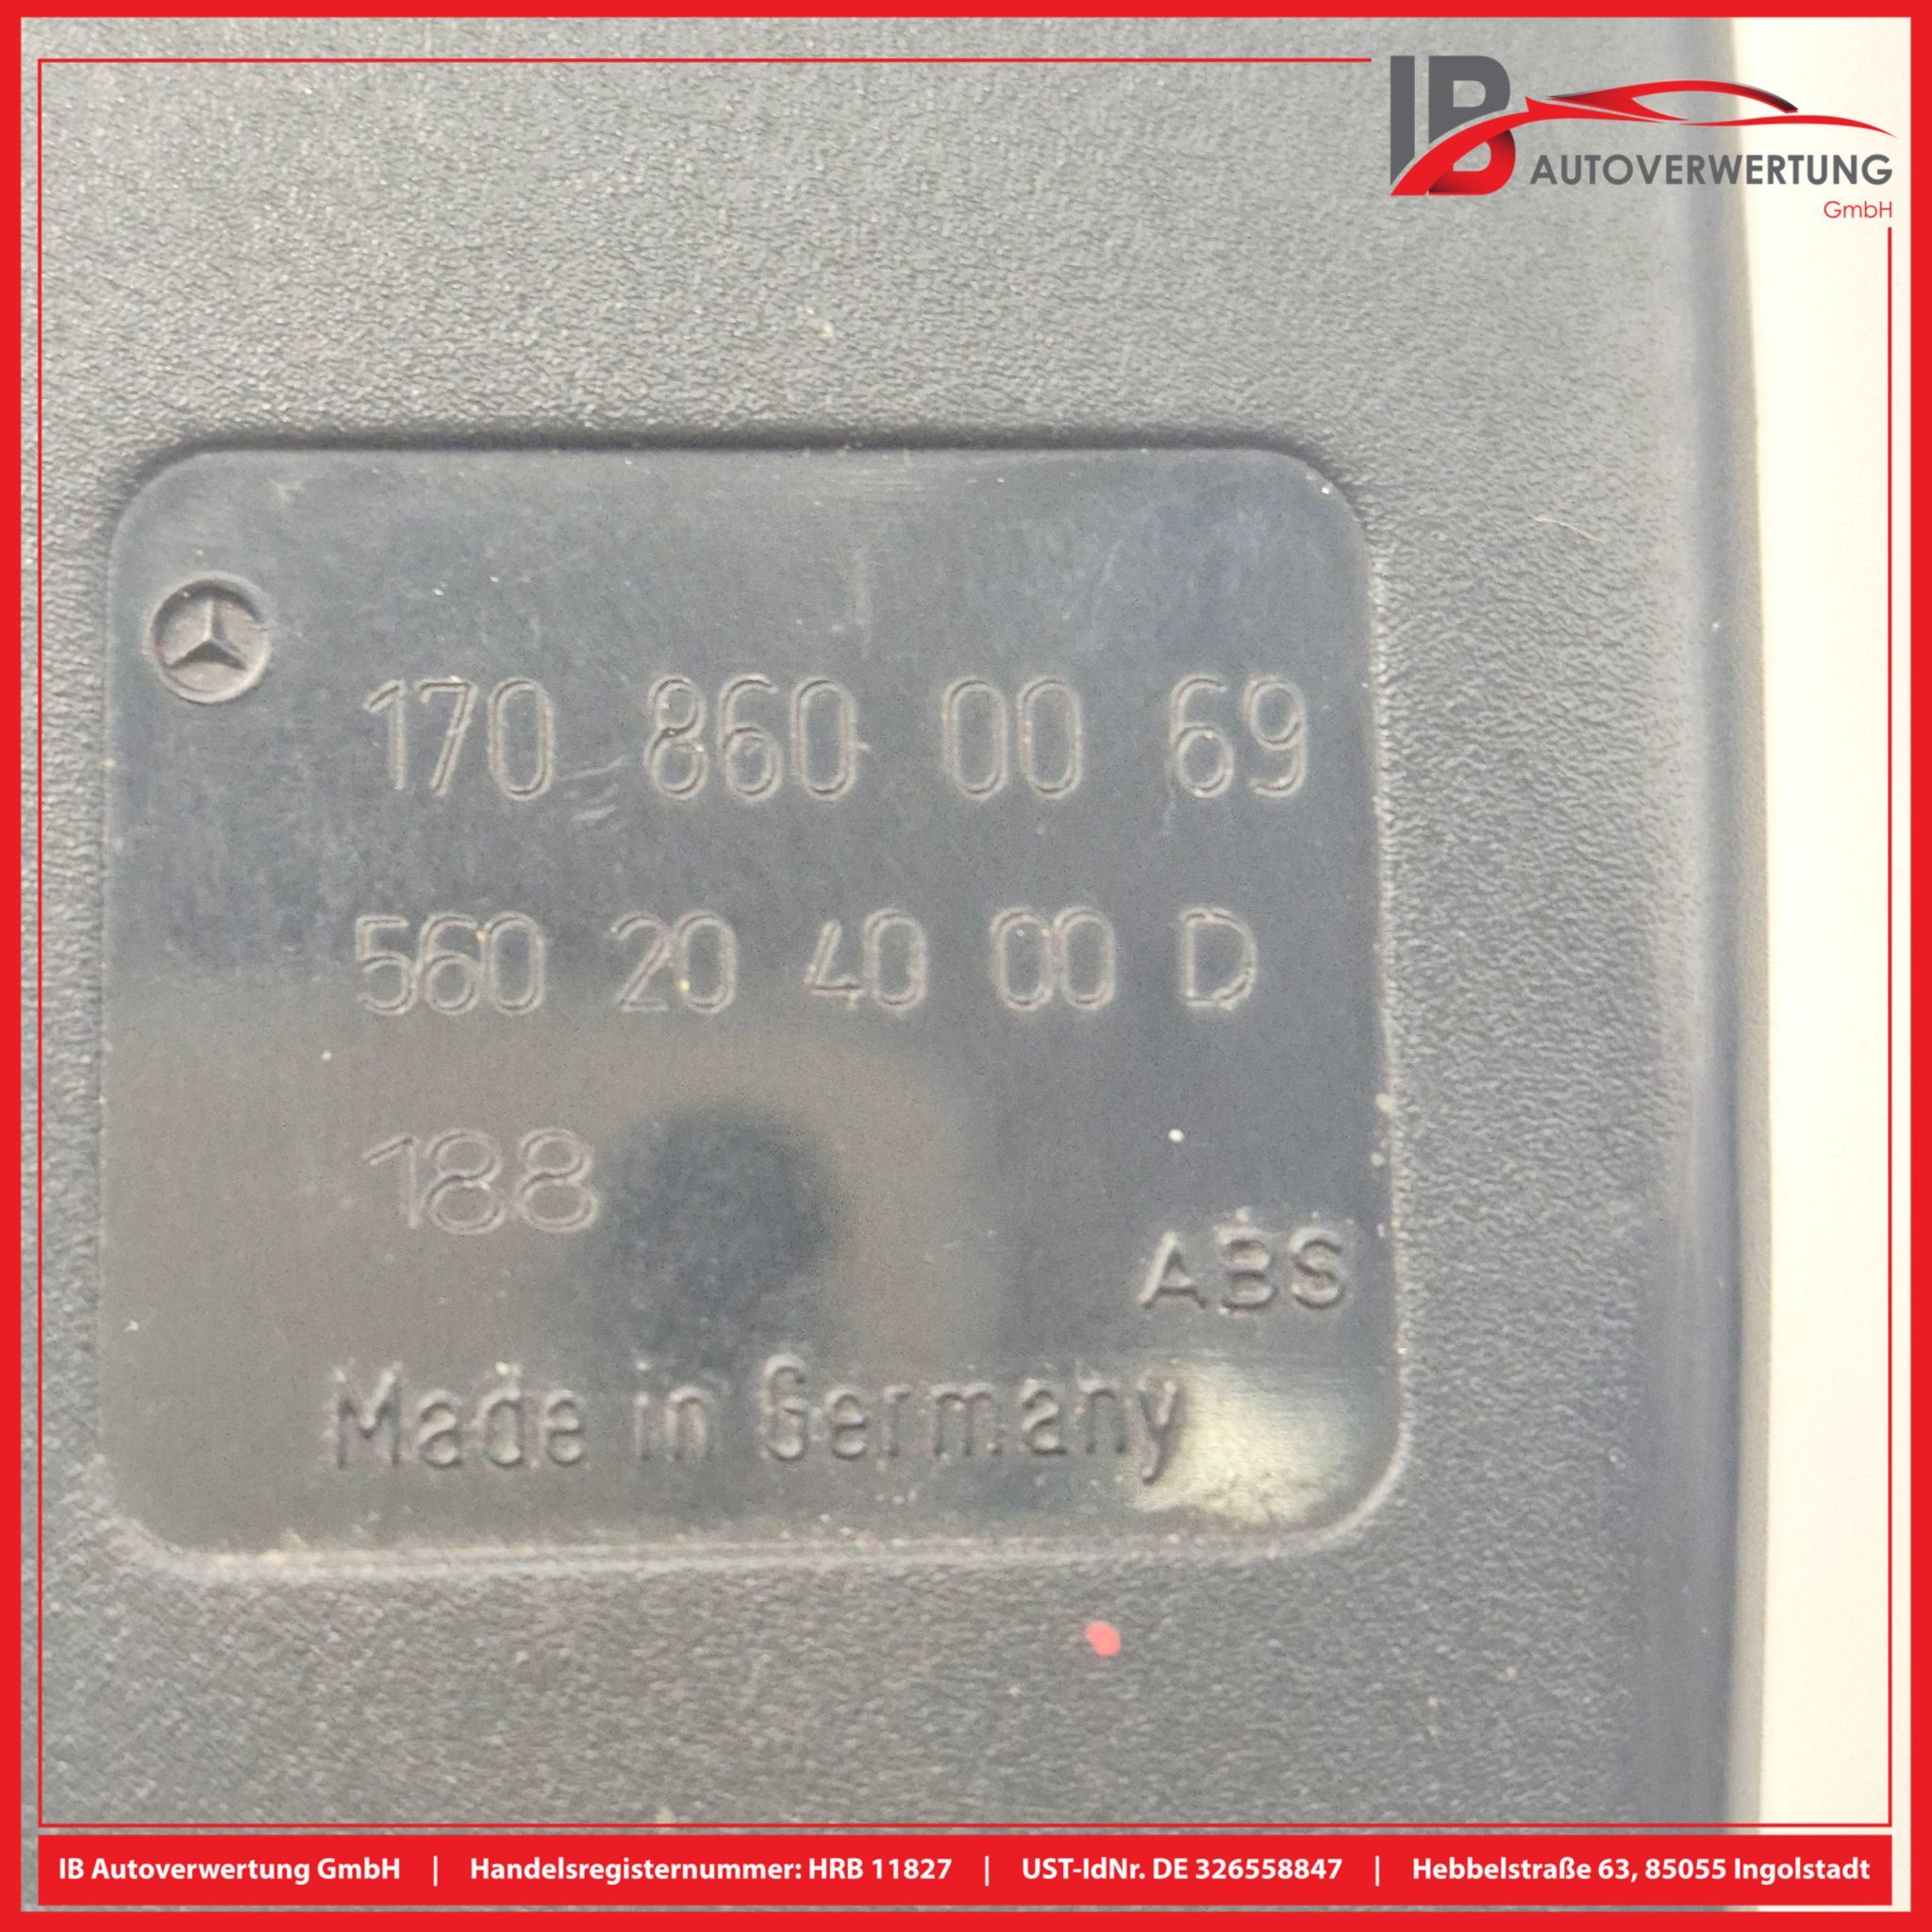 IB AUTOVERWERTUNG
GmbH
170 860 00 69
560 20 40 00 D
188
ABS
Made in Germany
IB Autoverwertung GmbH | Handelsregisternummer: HRB 11827 | UST-IdNr. DE 326558847 | Hebbelstraße 63, 85055 Ingolstadt